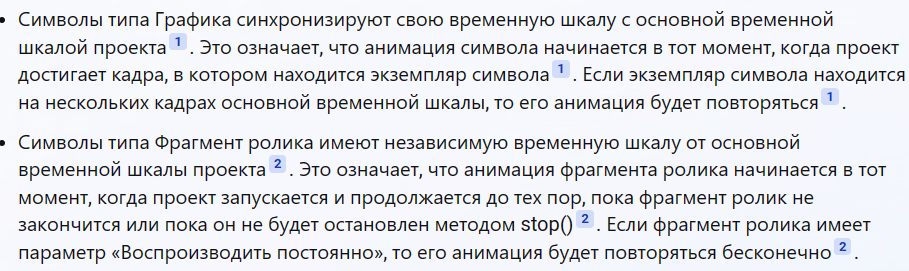 • Символы типа Графика синхронизируют свою временную шкалу с основной временной
шкалой проекта 1 . Это означает, что анимация символа начинается в тот момент, когда проект
достигает кадра, в котором находится экземпляр символа 1 . Если экземпляр символа находится
на нескольких кадрах основной временной шкалы, то его анимация будет повторяться 1 .
• Символы типа Фрагмент ролика имеют независимую временную шкалу от основной
временной шкалы проекта 2 . Это означает, что анимация фрагмента ролика начинается в тот
момент, когда проект запускается и продолжается до тех пор, пока фрагмент ролик не
закончится или пока он не будет остановлен методом stop() 2 . Если фрагмент ролика имеет
параметр «Воспроизводить постоянно», то его анимация будет повторяться бесконечно 2 .